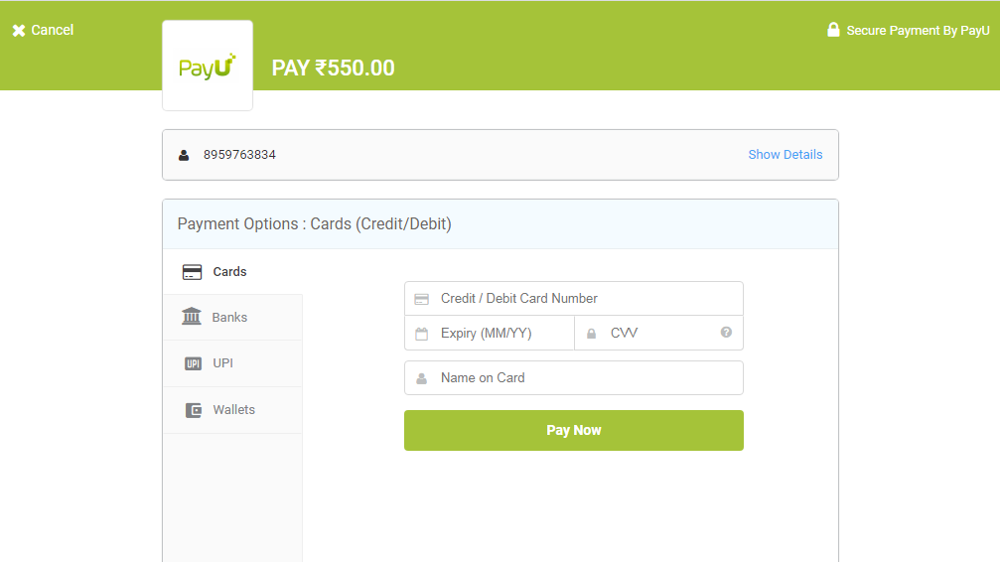 Cancel
Secure Payment By PayU
PayU
PAY ₹550.00
8959763834
Show Details
Payment Options : Cards (Credit/Debit)
Cards
Banks
UPI
UPI
Wallets
Credit / Debit Card Number
Expiry (MM/YY)
CVV
?
Name on Card
Pay Now